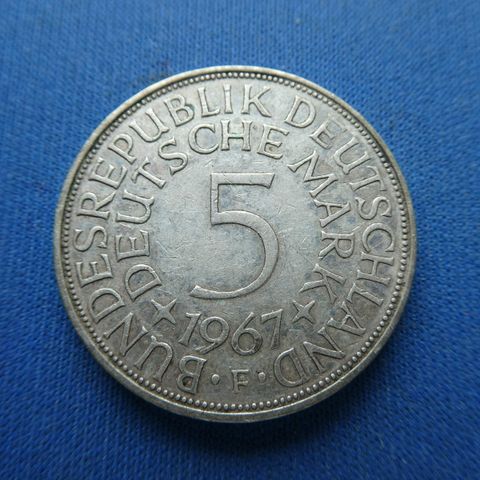 BUNDESREPUBLIK DEUTSCHLAND
DEUTSCHE MARK
5
1967
F